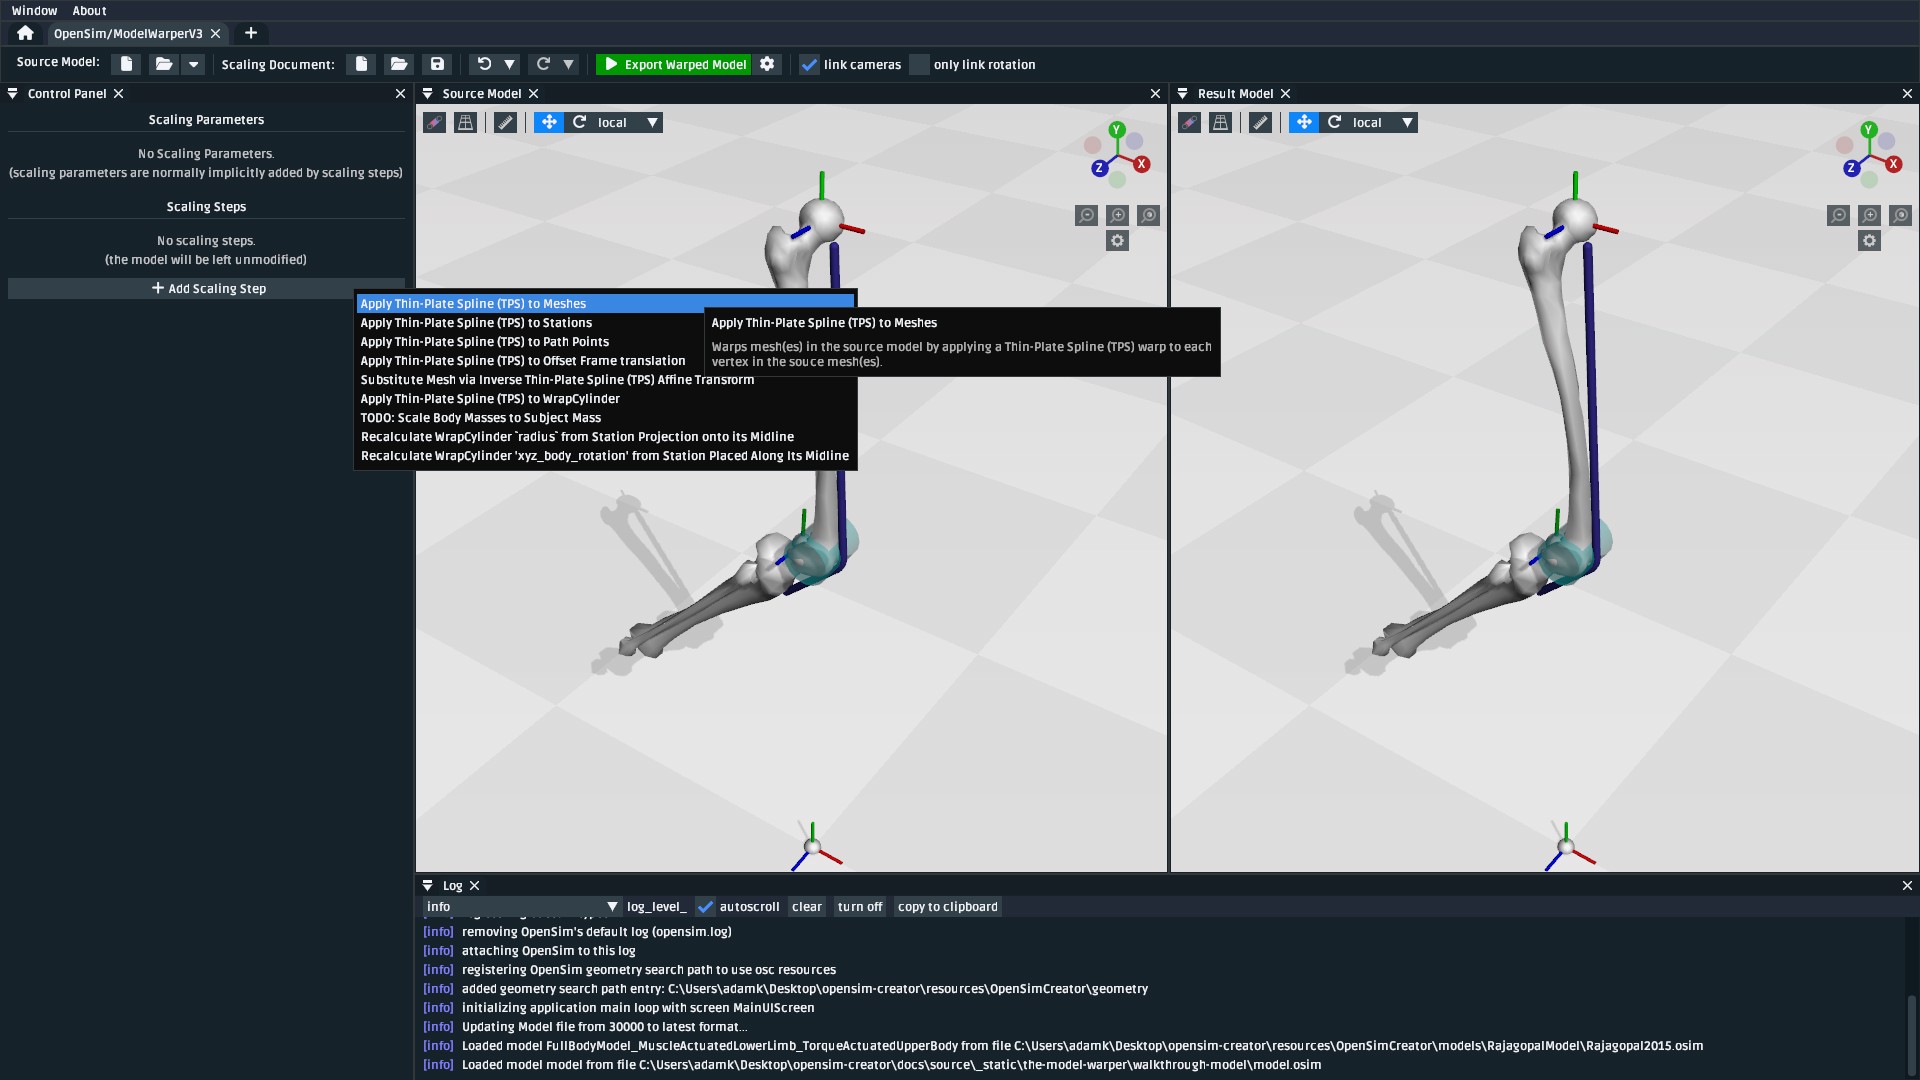 Window About
OpenSim/ModelWarperV3
Source Model: Scaling Document: Export Warped Model link cameras only link rotation
Control Panel
Scaling Parameters
No Scaling Parameters.
(scaling parameters are normally implicitly added by scaling steps)
Scaling Steps
No scaling steps.
(the model will be left unmodified)
Add Scaling Step
Apply Thin-Plate Spline (TPS) to Meshes
Apply Thin-Plate Spline (TPS) to Stations
Apply Thin-Plate Spline (TPS) to Path Points
Apply Thin-Plate Spline (TPS) to Offset Frame translation
Substitute Mesh via Inverse Thin-Plate Spline (TPS) Affine Transform
Apply Thin-Plate Spline (TPS) to WrapCylinder
TODO: Scale Body Masses to Subject Mass
Recalculate WrapCylinder `radius` from Station Projection onto its Midline
Recalculate WrapCylinder 'xyz_body_rotation' from Station Placed Along Its Midline
Apply Thin-Plate Spline (TPS) to Meshes
Warps mesh(es) in the source model by applying a Thin-Plate Spline (TPS) warp to each
vertex in the souce mesh(es).
Source Model
local
Y
Z X
Result Model
local
Y
Z X
Log
info log_level_ autoscroll clear turn off copy to clipboard
[info] removing OpenSim's default log (opensim.log)
[info] attaching OpenSim to this log
[info] registering OpenSim geometry search path to use osc resources
[info] added geometry search path entry: C:\Users\adamk\Desktop\opensim-creator\resources\OpenSimCreator\geometry
[info] initializing application main loop with screen MainUIScreen
[info] Updating Model file from 30000 to latest format...
[info] Loaded model FullBodyModel_MuscleActuatedLowerLimb_TorqueActuatedUpperBody from file C:\Users\adamk\Desktop\opensim-creator\resources\OpenSimCreator\models\RajagopalModel\Rajagopal2015.osim
[info] Loaded model model from file C:\Users\adamk\Desktop\opensim-creator\docs\source\_static\the-model-warper\walkthrough-model\model.osim